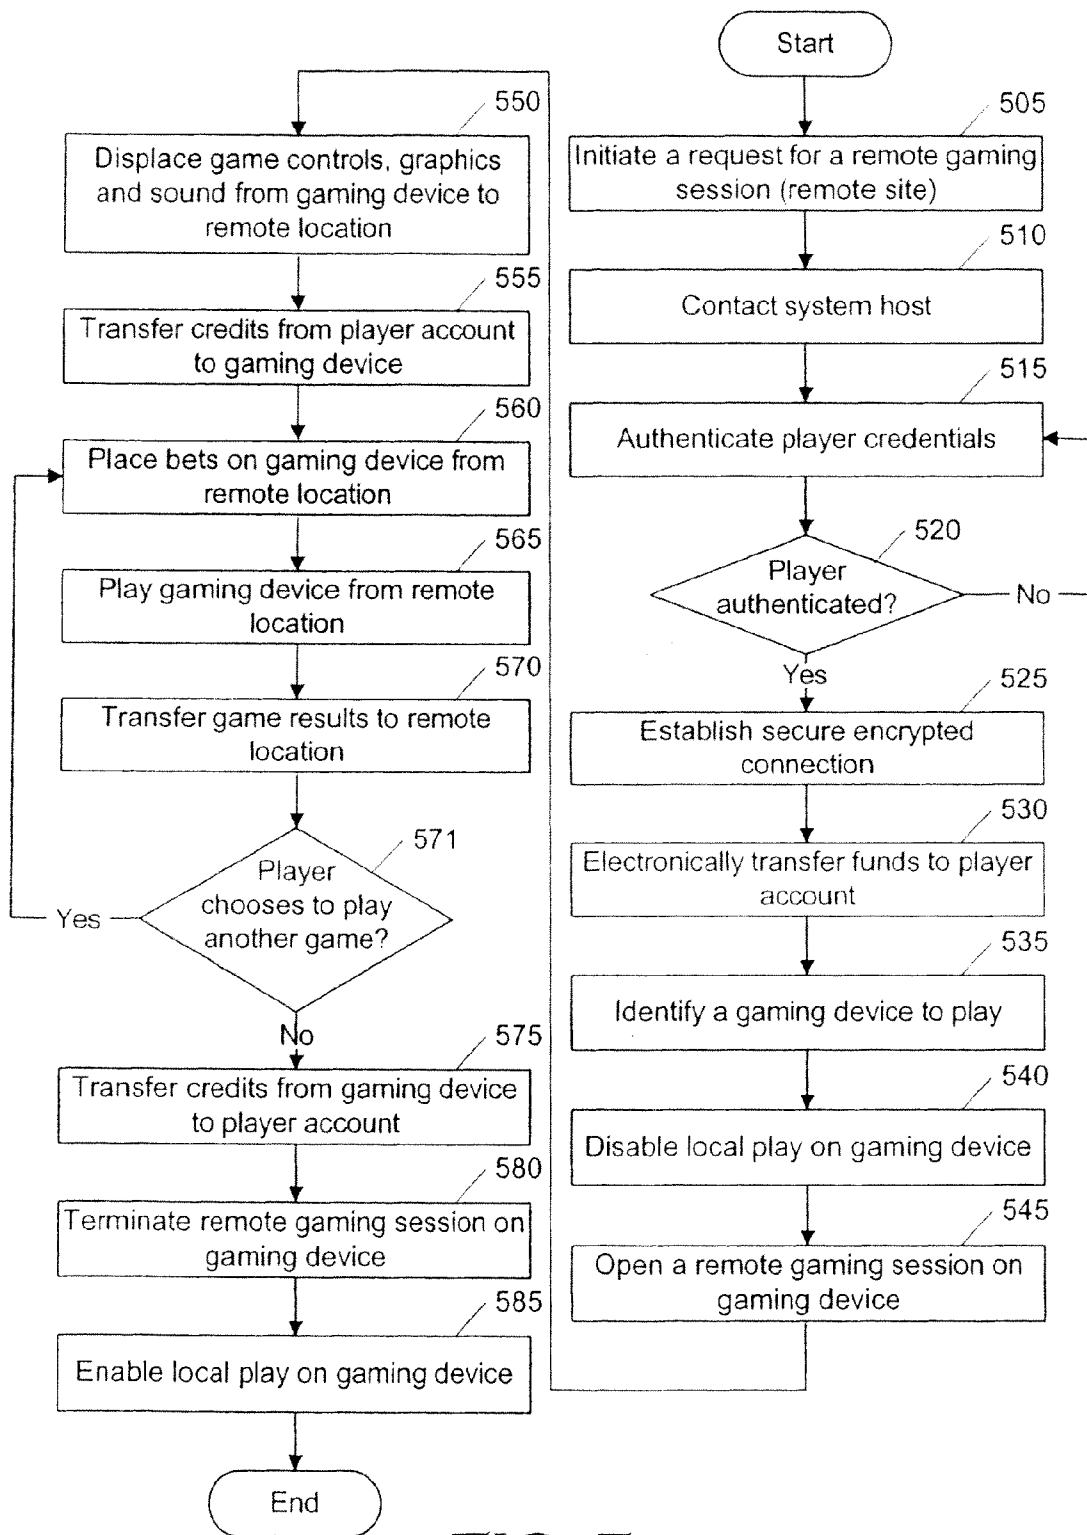 Start
505
Initiate a request for a remote gaming
session (remote site)
510
Contact system host
515
Authenticate player credentials
520
Player
authenticated?
No
Yes
525
Establish secure encrypted
connection
530
Electronically transfer funds to player
account
535
Identify a gaming device to play
540
Disable local play on gaming device
545
Open a remote gaming session on
gaming device
550
Displace game controls, graphics
and sound from gaming device to
remote location
555
Transfer credits from player account
to gaming device
560
Place bets on gaming device from
remote location
565
Play gaming device from remote
location
570
Transfer game results to remote
location
571
Player
chooses to play
another game?
Yes
No
575
Transfer credits from gaming device
to player account
580
Terminate remote gaming session on
gaming device
585
Enable local play on gaming device
End